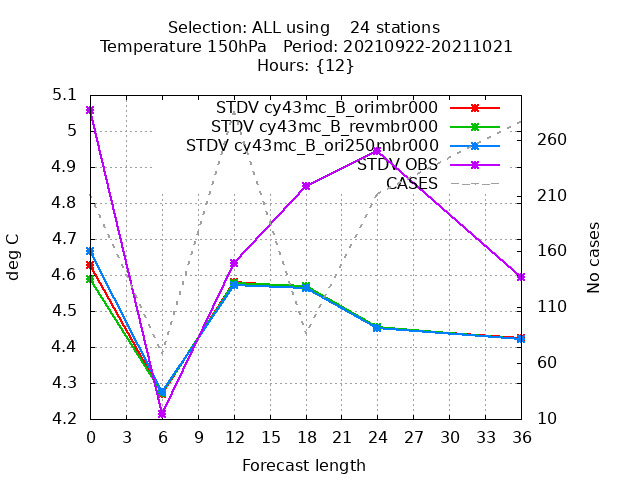 Selection: ALL using 24 stations
Temperature 150hPa Period: 20210922-20211021
Hours: {12}
STDV cy43mc_B_orimbr000
STDV cy43mc_B_revmbr000
STDV cy43mc_B_ori250mbr000
STDV OBS
CASES
5.1
5
4.9
4.8
4.7
4.6
4.5
4.4
4.3
4.2
deg C
260
210
160
110
60
10
No cases
0 3 6 9 12 15 18 21 24 27 30 33 36
Forecast length